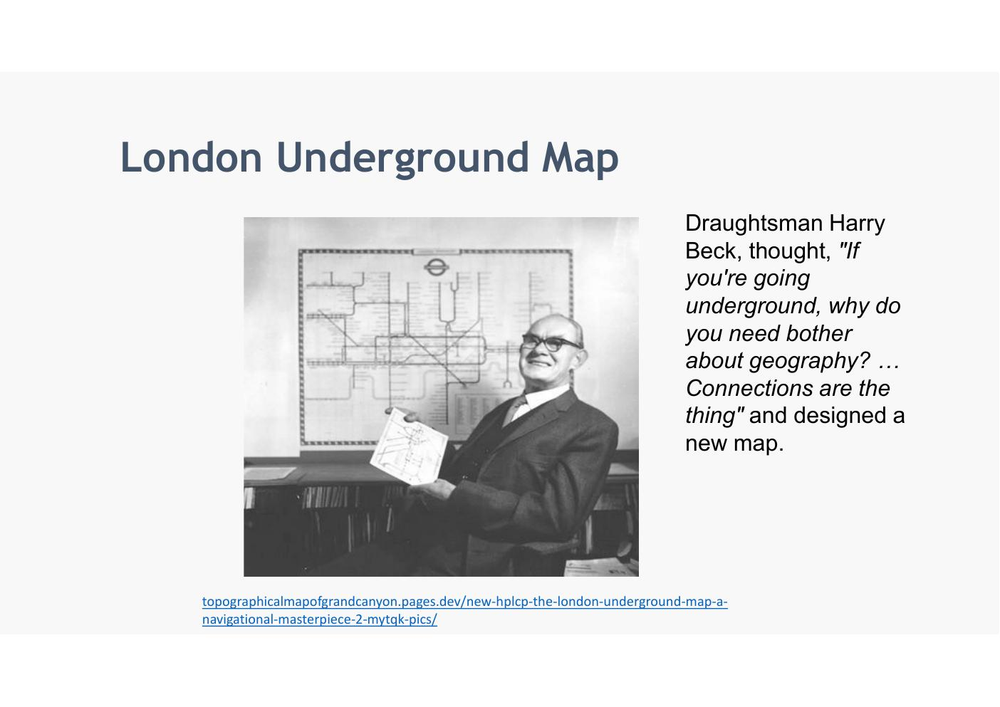 London Underground Map
Draughtsman Harry
Beck, thought, "If
you're going
underground, why do
you need bother
about geography? …
Connections are the
thing" and designed a
new map.
topographicalmapofgrandcanyon.pages.dev/new-hplcp-the-london-underground-map-a-
navigational-masterpiece-2-mytqk-pics/